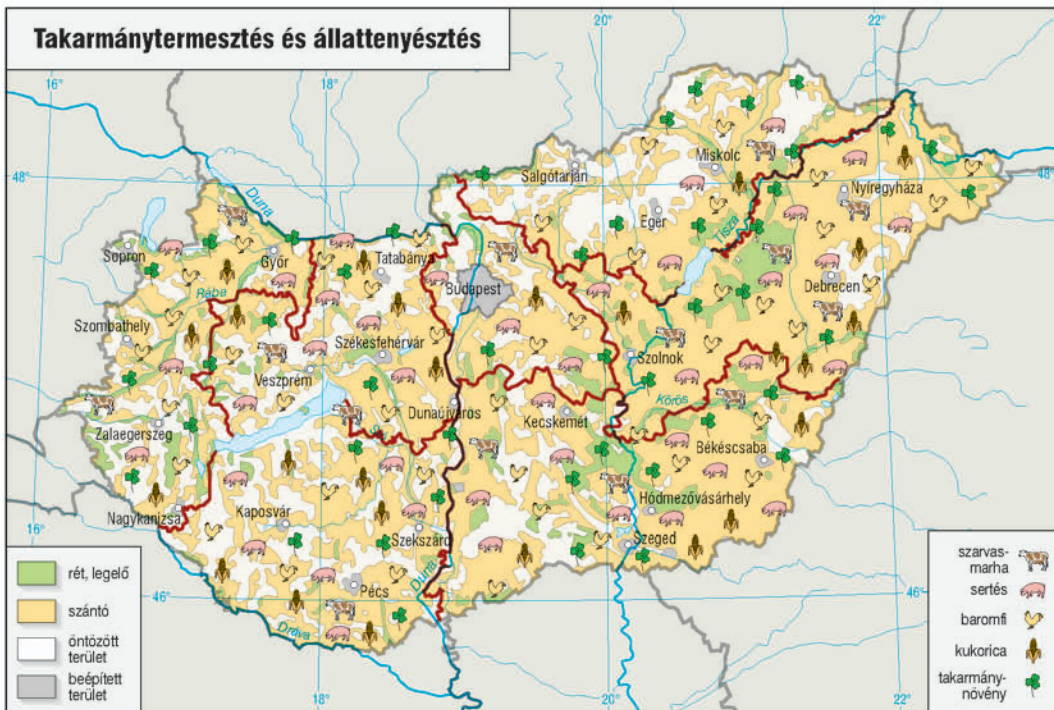 Takarmánytermesztés és állattenyésztés
20°
22°
16°
18°
48°
48°
Duna
Salgótarján
Miskolc
Nyíregyháza
Eger
Tisza
Sopron
Győr
Tatabánya
Budapest
Debrecen
Rába
Szombathely
Székesfehérvár
Szolnok
Veszprém
Körös
Dunaújváros
Kecskemét
Zalaegerszeg
Békéscsaba
Hódmezővásárhely
Nagykanizsa
Kaposvár
16°
Szekszárd
Szeged
Duna
Pécs
46°
46°
Dráva
18°
20°
22°
rét, legelő
szántó
öntözött
terület
beépített
terület
szarvas-
marha
sertés
baromfi
kukorica
takarmány-
növény